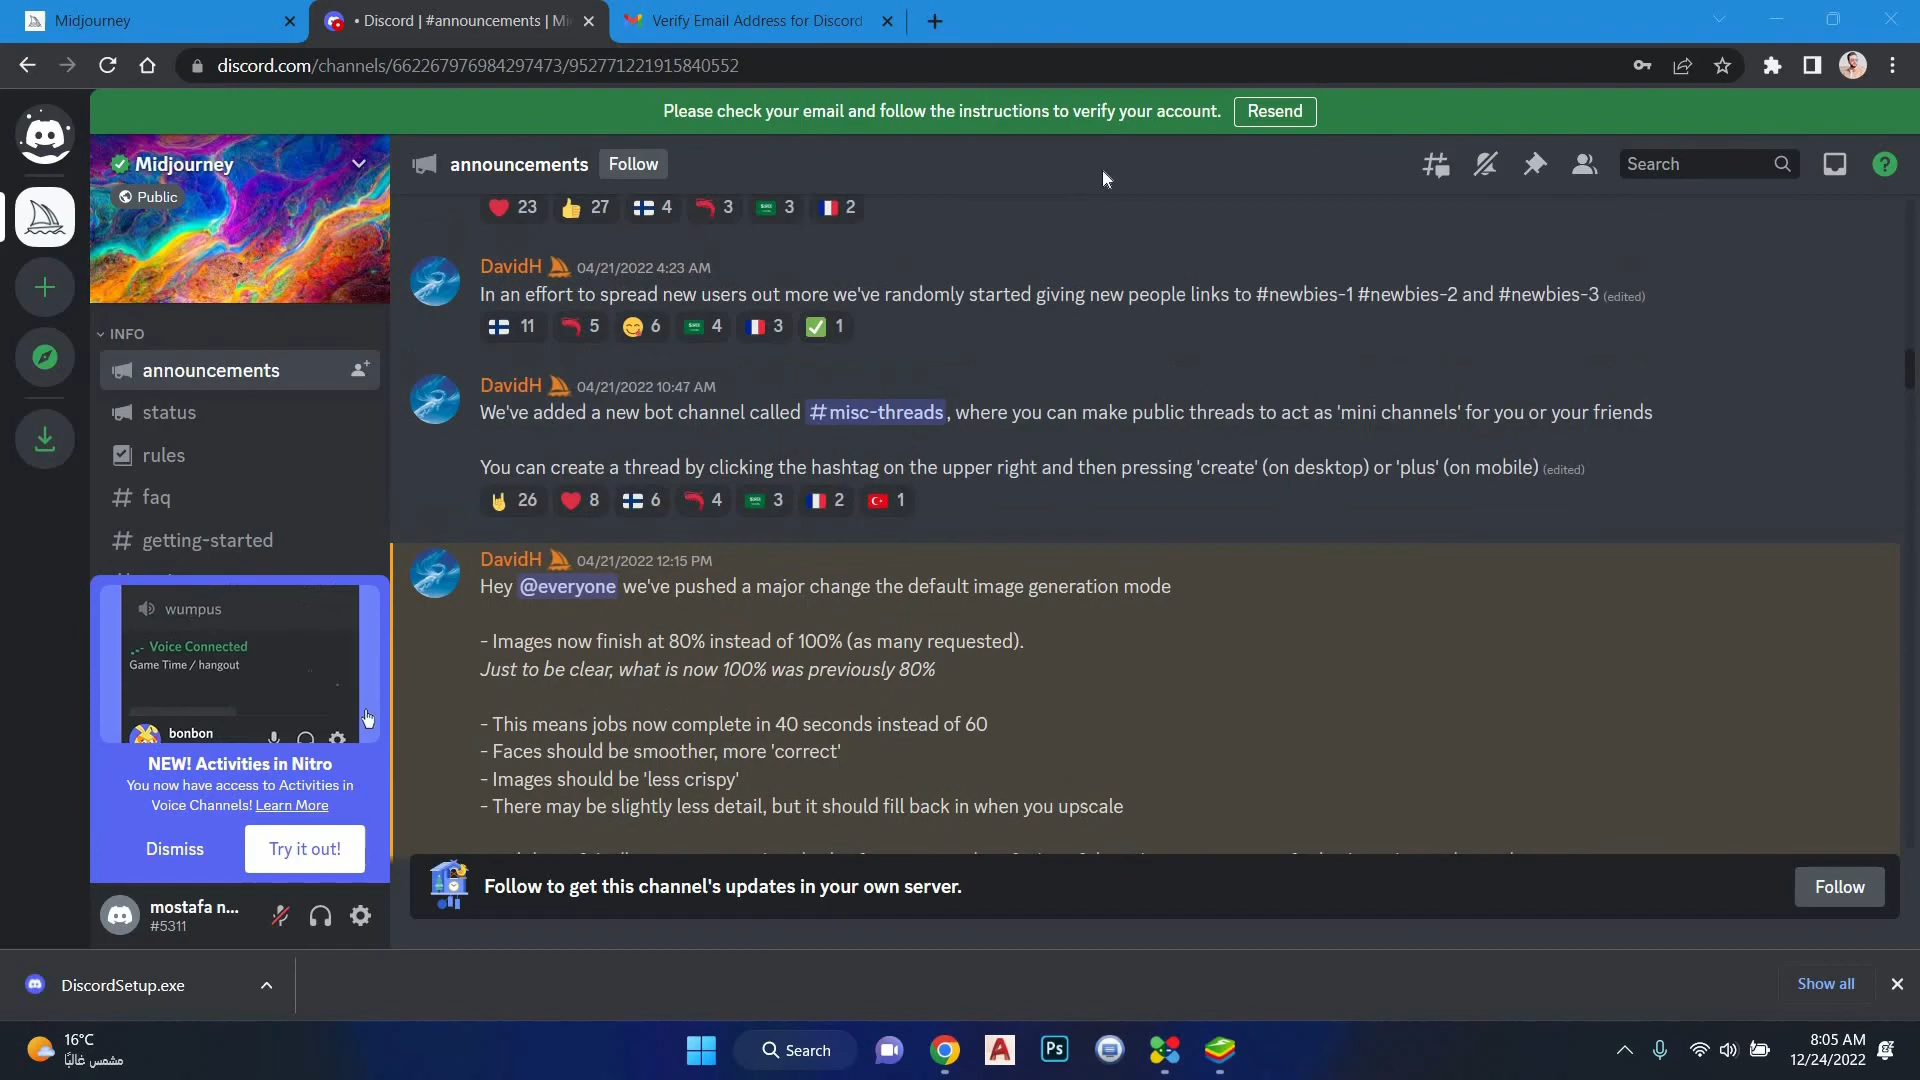 Midjourney
• Discord | #announcements | Mi
Verify Email Address for Discord
discord.com/channels/662267976984297473/952771221915840552
Please check your email and follow the instructions to verify your account.
Resend
Midjourney
Public
announcements
Follow
Search
23
27
4
3
3
2
DavidH 04/21/2022 4:23 AM
In an effort to spread new users out more we've randomly started giving new people links to #newbies-1 #newbies-2 and #newbies-3 (edited)
11
5
6
4
3
1
INFO
announcements
status
rules
faq
getting-started
DavidH 04/21/2022 10:47 AM
We've added a new bot channel called #misc-threads, where you can make public threads to act as 'mini channels' for you or your friends
You can create a thread by clicking the hashtag on the upper right and then pressing 'create' (on desktop) or 'plus' (on mobile) (edited)
26
8
6
4
3
2
1
DavidH 04/21/2022 12:15 PM
Hey @everyone we've pushed a major change the default image generation mode
- Images now finish at 80% instead of 100% (as many requested).
Just to be clear, what is now 100% was previously 80%
- This means jobs now complete in 40 seconds instead of 60
- Faces should be smoother, more 'correct'
- Images should be 'less crispy'
- There may be slightly less detail, but it should fill back in when you upscale
wumpus
Voice Connected
Game Time / hangout
bonbon
NEW! Activities in Nitro
You now have access to Activities in
Voice Channels! Learn More
Dismiss
Try it out!
Follow to get this channel's updates in your own server.
Follow
mostafa n...
#5311
DiscordSetup.exe
Show all
16°C
مشمس غالبًا
Search
Ps
8:05 AM
12/24/2022